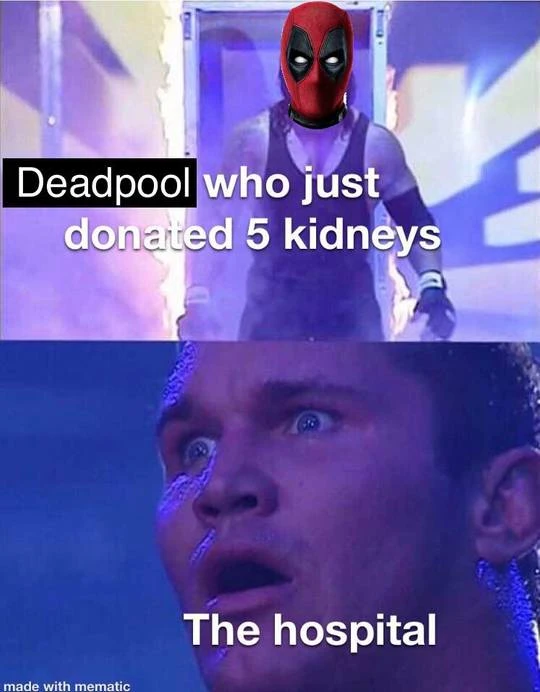 Deadpool who just
donated 5 kidneys
The hospital
made with mematic